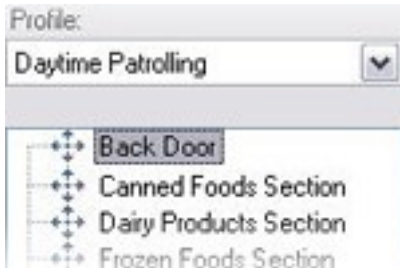 Profile:
Daytime Patrolling
Back Door
Canned Foods Section
Dairy Products Section
Frozen Foods Section